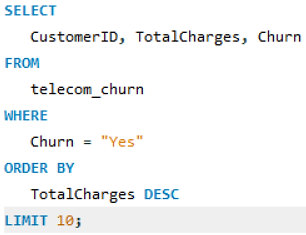 SELECT
CustomerID, TotalCharges, Churn
FROM
telecom_churn
WHERE
Churn = "Yes"
ORDER BY
TotalCharges DESC
LIMIT 10;